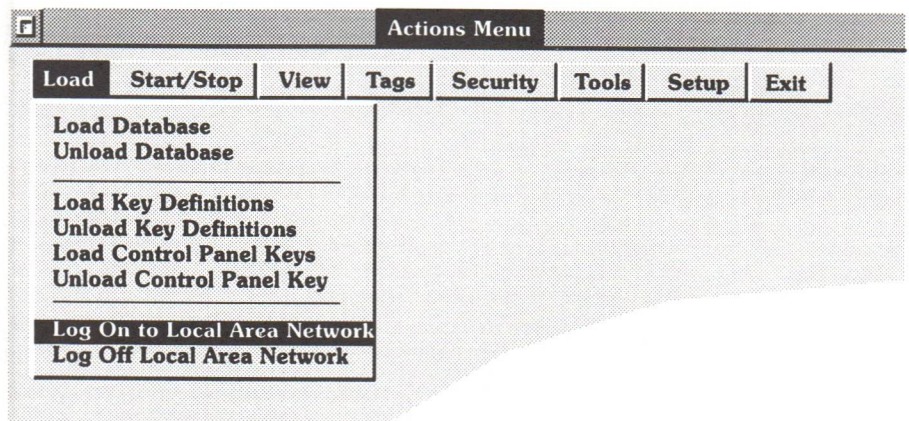 Actions Menu
Load Start/Stop View Tags Security Tools Setup Exit
Load Database
Unload Database
Load Key Definitions
Unload Key Definitions
Load Control Panel Keys
Unload Control Panel Key
Log On to Local Area Network
Log Off Local Area Network